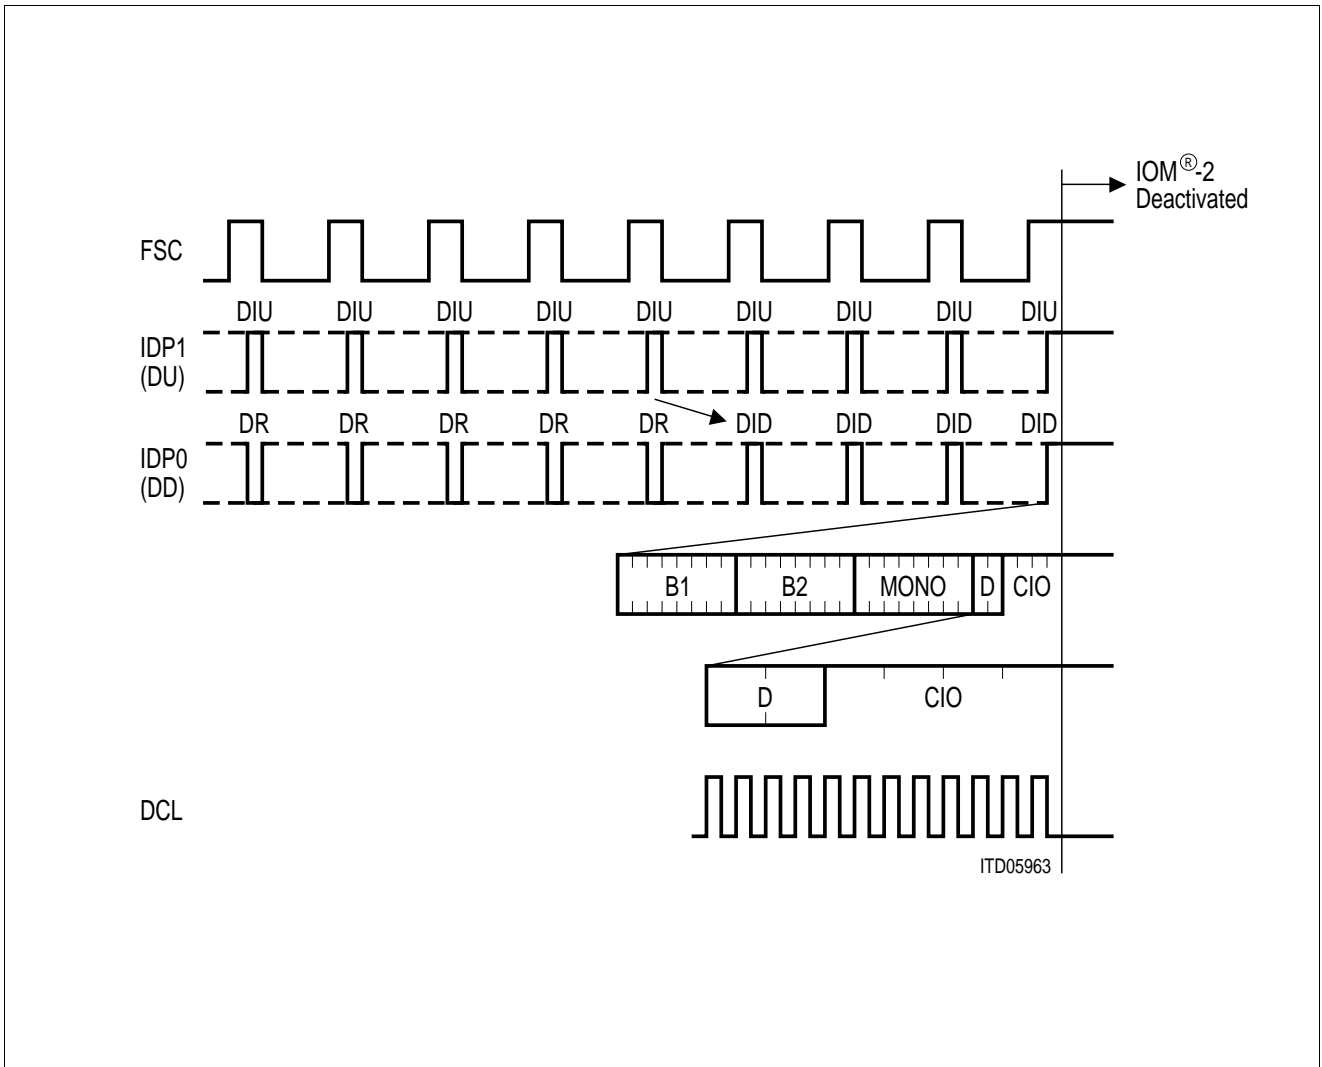 IOM®-2
Deactivated
FSC
DIU DIU DIU DIU DIU DIU DIU DIU DIU
IDP1
(DU)
DR DR DR DR DR DID DID DID DID
IDP0
(DD)
B1 B2 MONO D CIO
D CIO
DCL
ITD05963